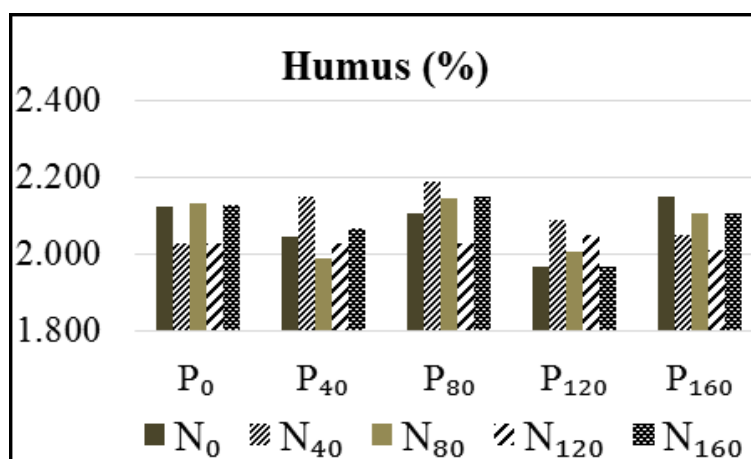 Humus (%)
2.400
2.200
2.000
1.800
P₀ P₄₀ P₈₀ P₁₂₀ P₁₆₀
N₀ N₄₀ N₈₀ N₁₂₀ N₁₆₀